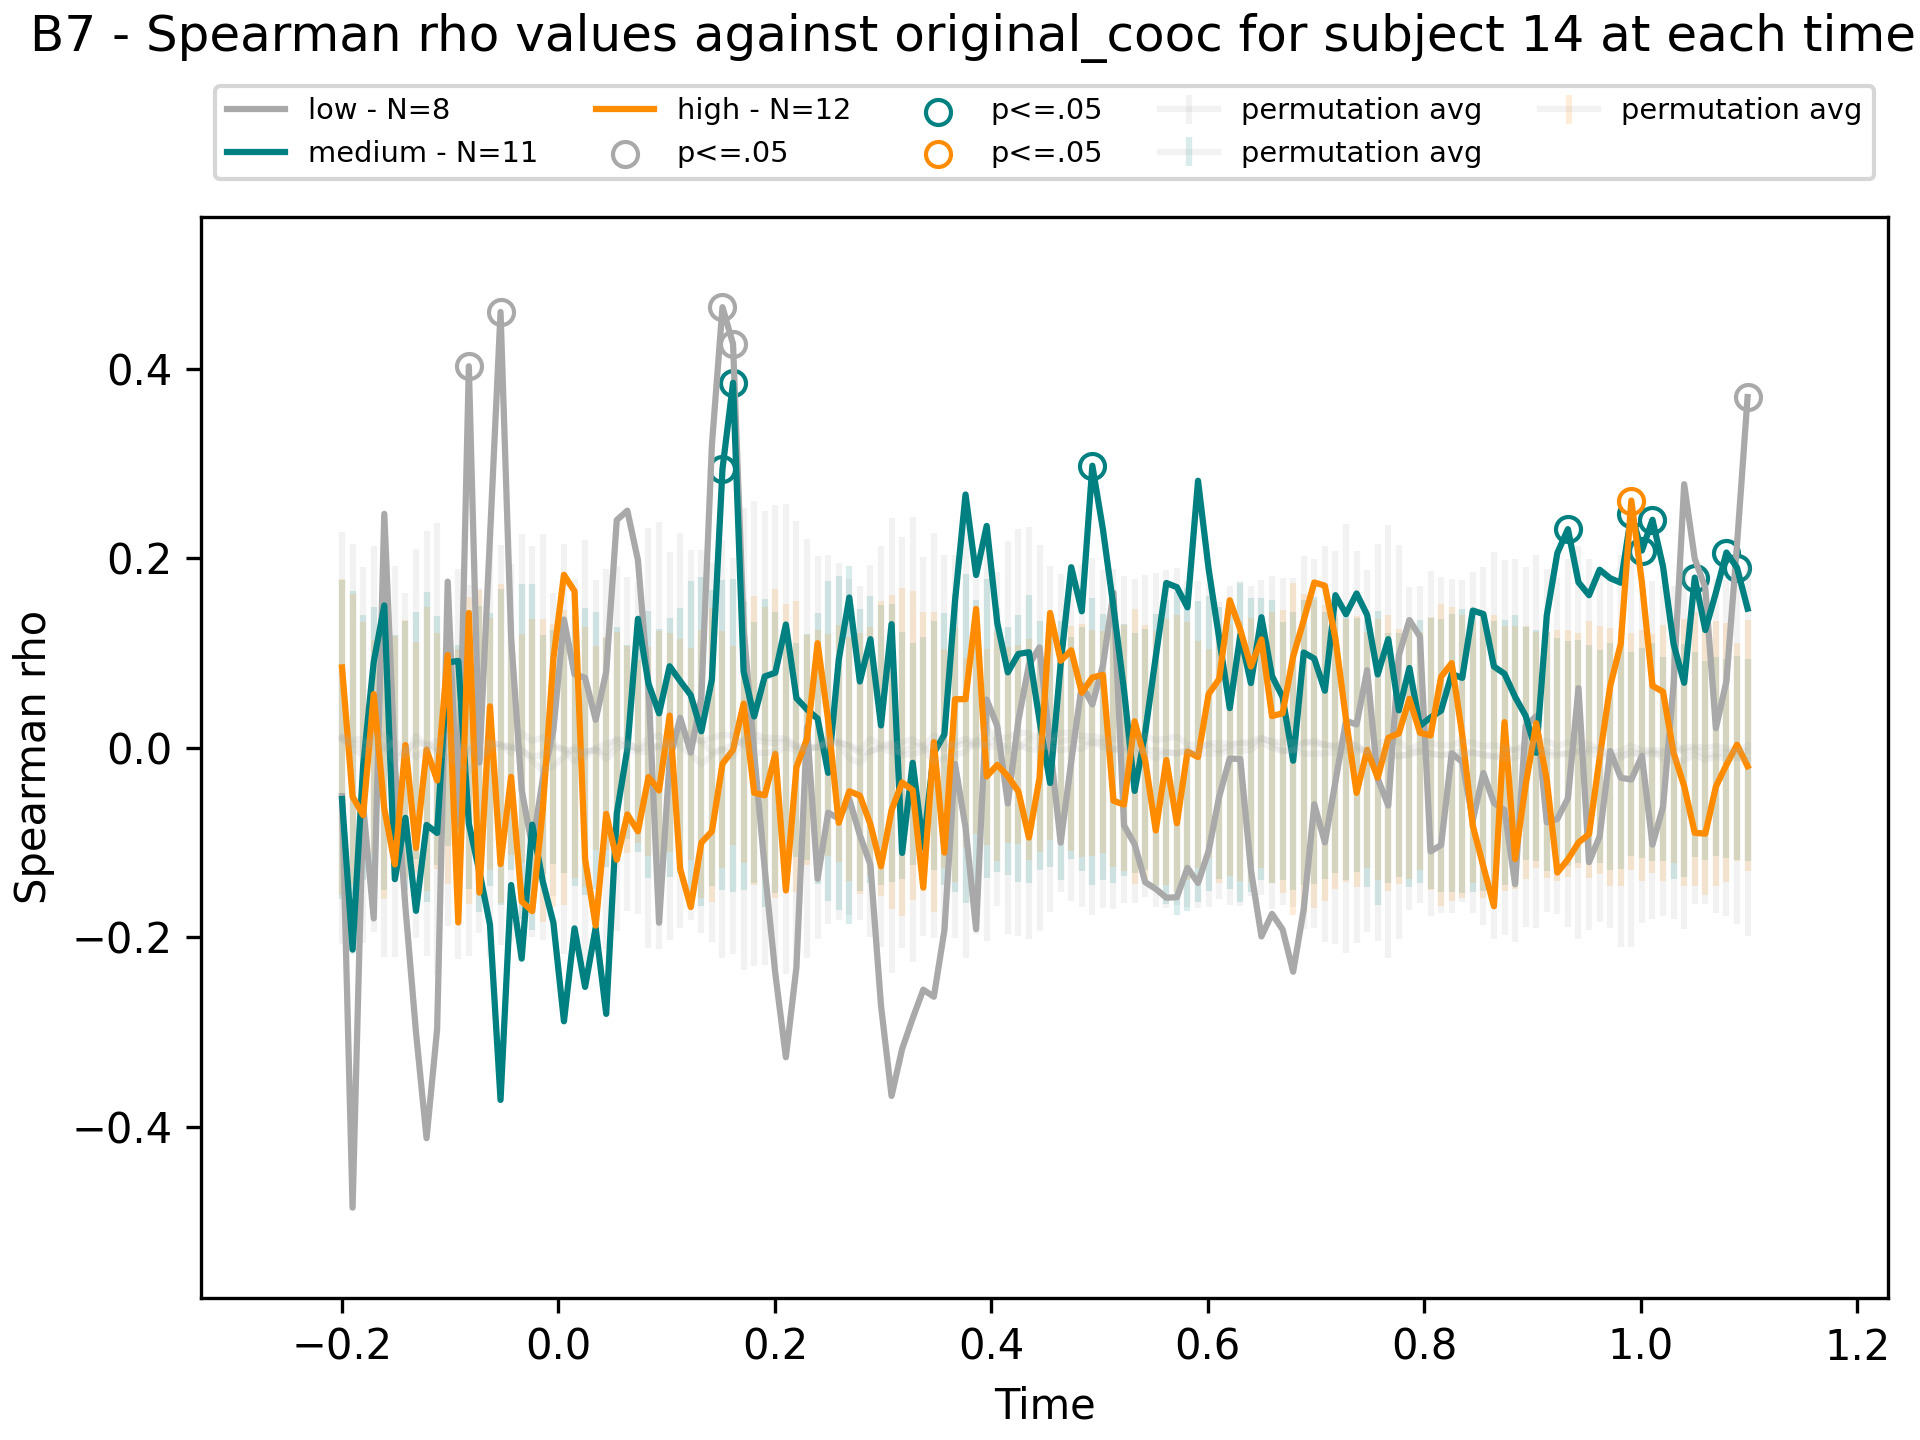 B7 - Spearman rho values against original_cooc for subject 14 at each time
low - N=8
medium - N=11
high - N=12
p<=.05
p<=.05
p<=.05
permutation avg
permutation avg
permutation avg
Spearman rho
0.4
0.2
0.0
−0.2
−0.4
−0.2
0.0
0.2
0.4
0.6
0.8
1.0
1.2
Time